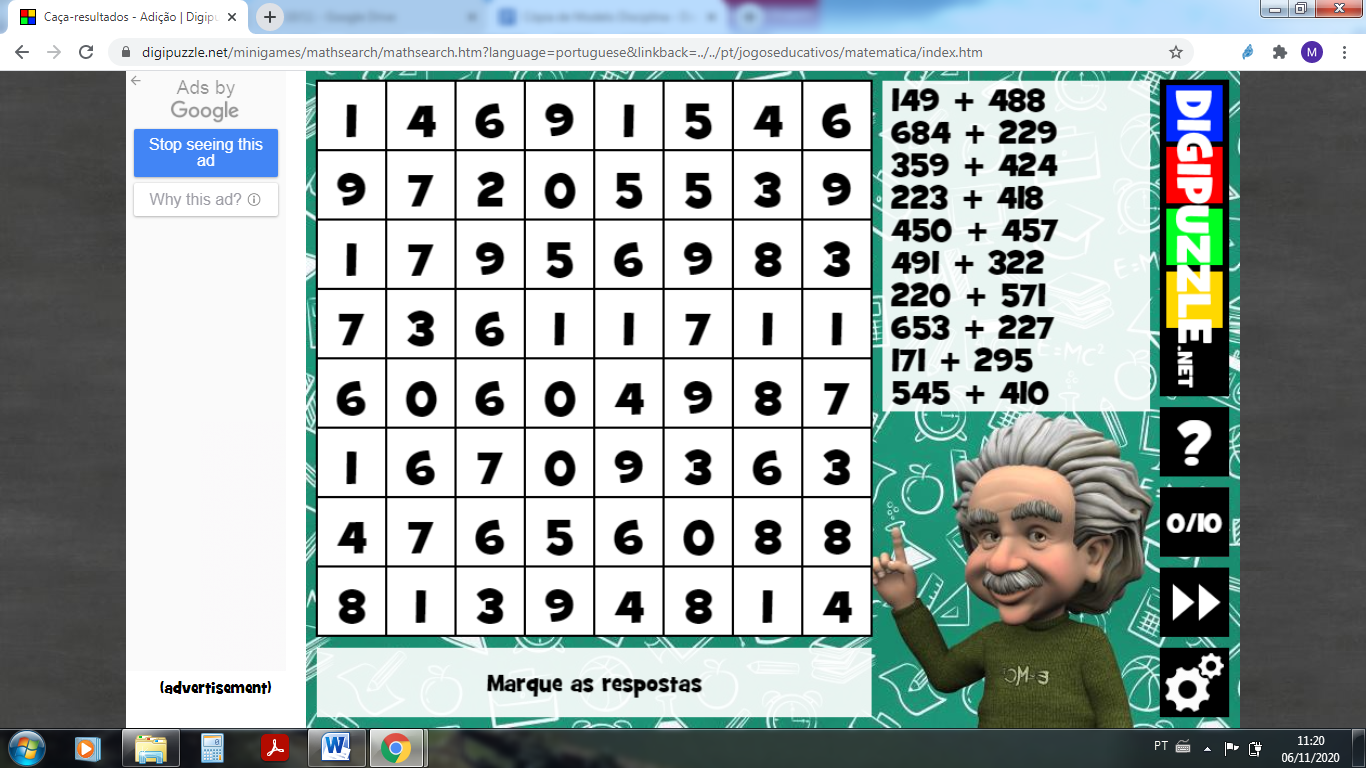 Caça-resultados - Adição | Digipu
digipuzzle.net/minigames/mathsearch/mathsearch.htm?language=portuguese&linkback=../../pt/jogoseducativos/matematica/index.htm
M
Ads by
Google
Stop seeing this
ad
Why this ad?
(advertisement)
1 4 6 9 1 5 4 6
9 7 2 0 5 5 3 9
1 7 9 5 6 9 8 3
7 3 6 1 1 7 1 1
6 0 6 0 4 9 8 7
1 6 7 0 9 3 6 3
4 7 6 5 6 0 8 8
8 1 3 9 4 8 1 4
Marque as respostas
149 + 488
684 + 229
359 + 424
223 + 418
450 + 457
491 + 322
220 + 571
653 + 227
171 + 295
545 + 410
DIGIPUZZLE.NET
?
0/10
PT
11:20
06/11/2020